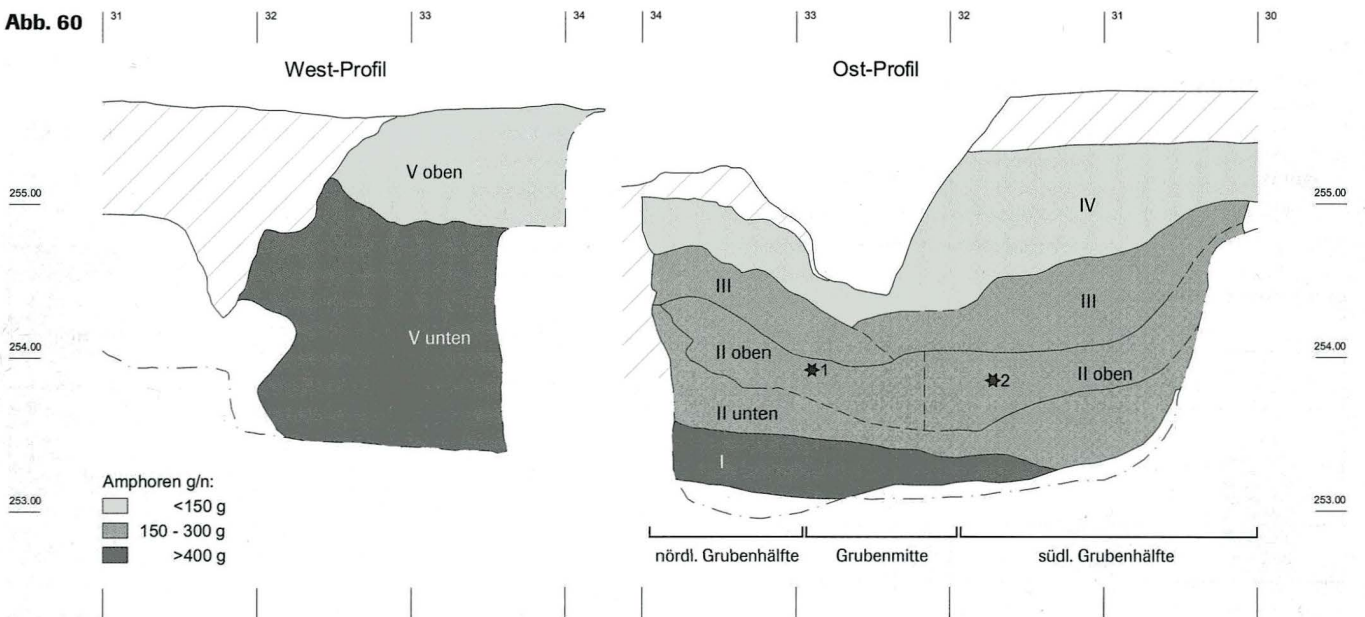 Abb. 60
31 32 33 34 34 33 32 31 30
West-Profil Ost-Profil
V oben
IV
255.00 255.00
III III
V unten
254.00 254.00
II oben 1 2 II oben
II unten
I
Amphoren g/n:
<150 g
150 - 300 g
>400 g
253.00 253.00
nördl. Grubenhälfte Grubenmitte südl. Grubenhälfte